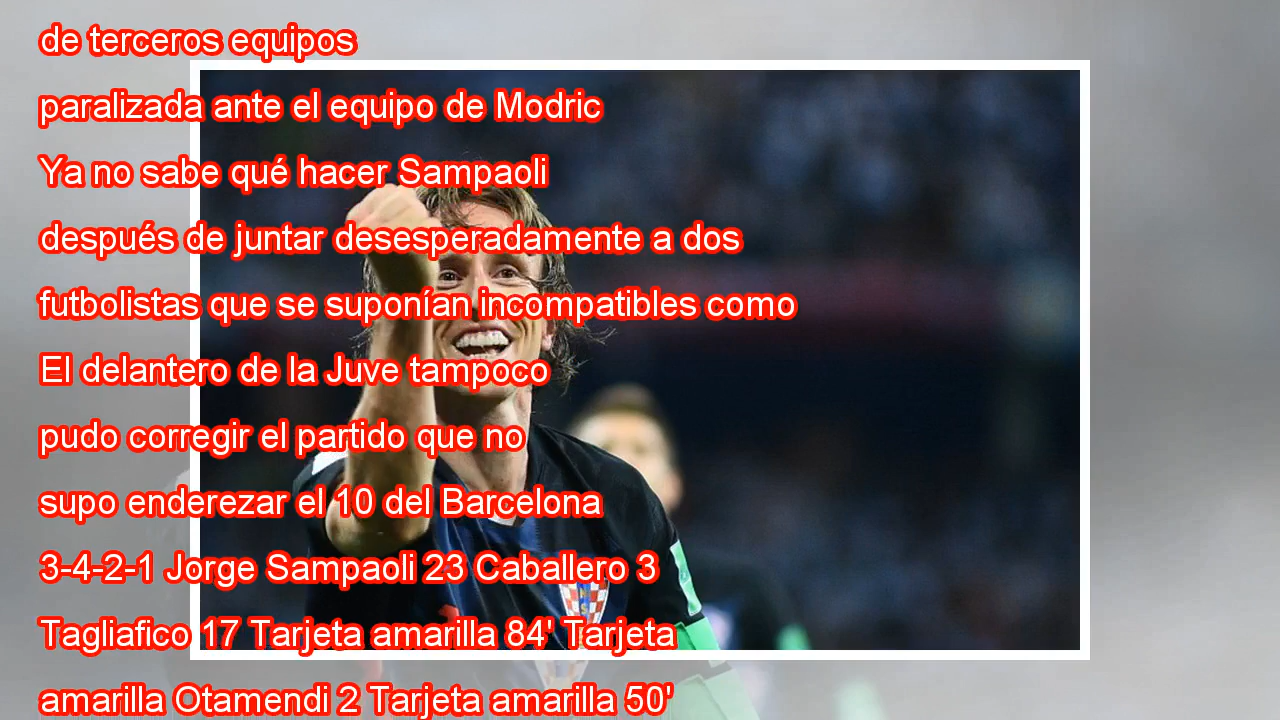 de terceros equipos
paralizada ante el equipo de Modric
Ya no sabe qué hacer Sampaoli
después de juntar desesperadamente a dos
futbolistas que se suponían incompatibles como
El delantero de la Juve tampoco
pudo corregir el partido que no
supo enderezar el 10 del Barcelona
3-4-2-1 Jorge Sampaoli 23 Caballero 3
Tagliafico 17 Tarjeta amarilla 84' Tarjeta
amarilla Otamendi 2 Tarjeta amarilla 50'